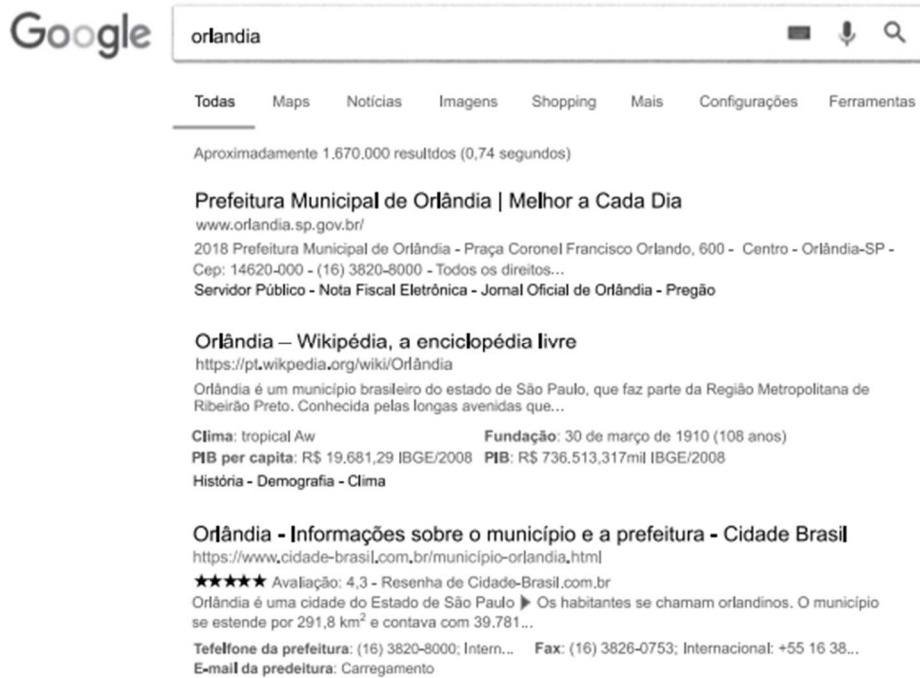 Google orlandia
Todas Maps Notícias Imagens Shopping Mais Configurações Ferramentas
Aproximadamente 1.670.000 resultdos (0,74 segundos)
Prefeitura Municipal de Orlândia | Melhor a Cada Dia
www.orlandia.sp.gov.br/
2018 Prefeitura Municipal de Orlândia - Praça Coronel Francisco Orlando, 600 - Centro - Orlândia-SP -
Cep: 14620-000 - (16) 3820-8000 - Todos os direitos...
Servidor Público - Nota Fiscal Eletrônica - Jornal Oficial de Orlândia - Pregão
Orlândia – Wikipédia, a enciclopédia livre
https://pt.wikpedia.org/wiki/Orlândia
Orlândia é um município brasileiro do estado de São Paulo, que faz parte da Região Metropolitana de
Ribeirão Preto. Conhecida pelas longas avenidas que...
Clima: tropical Aw Fundação: 30 de março de 1910 (108 anos)
PIB per capita: R$ 19.681,29 IBGE/2008 PIB: R$ 736.513,317mil IBGE/2008
História - Demografia - Clima
Orlândia - Informações sobre o município e a prefeitura - Cidade Brasil
https://www.cidade-brasil.com.br/município-orlandia.html
★★★★★ Avaliação: 4,3 - Resenha de Cidade-Brasil.com.br
Orlândia é uma cidade do Estado de São Paulo ▶ Os habitantes se chamam orlandinos. O município
se estende por 291,8 km² e contava com 39.781...
Tefelfone da prefeitura: (16) 3820-8000; Intern... Fax: (16) 3826-0753; Internacional: +55 16 38...
E-mail da predeitura: Carregamento